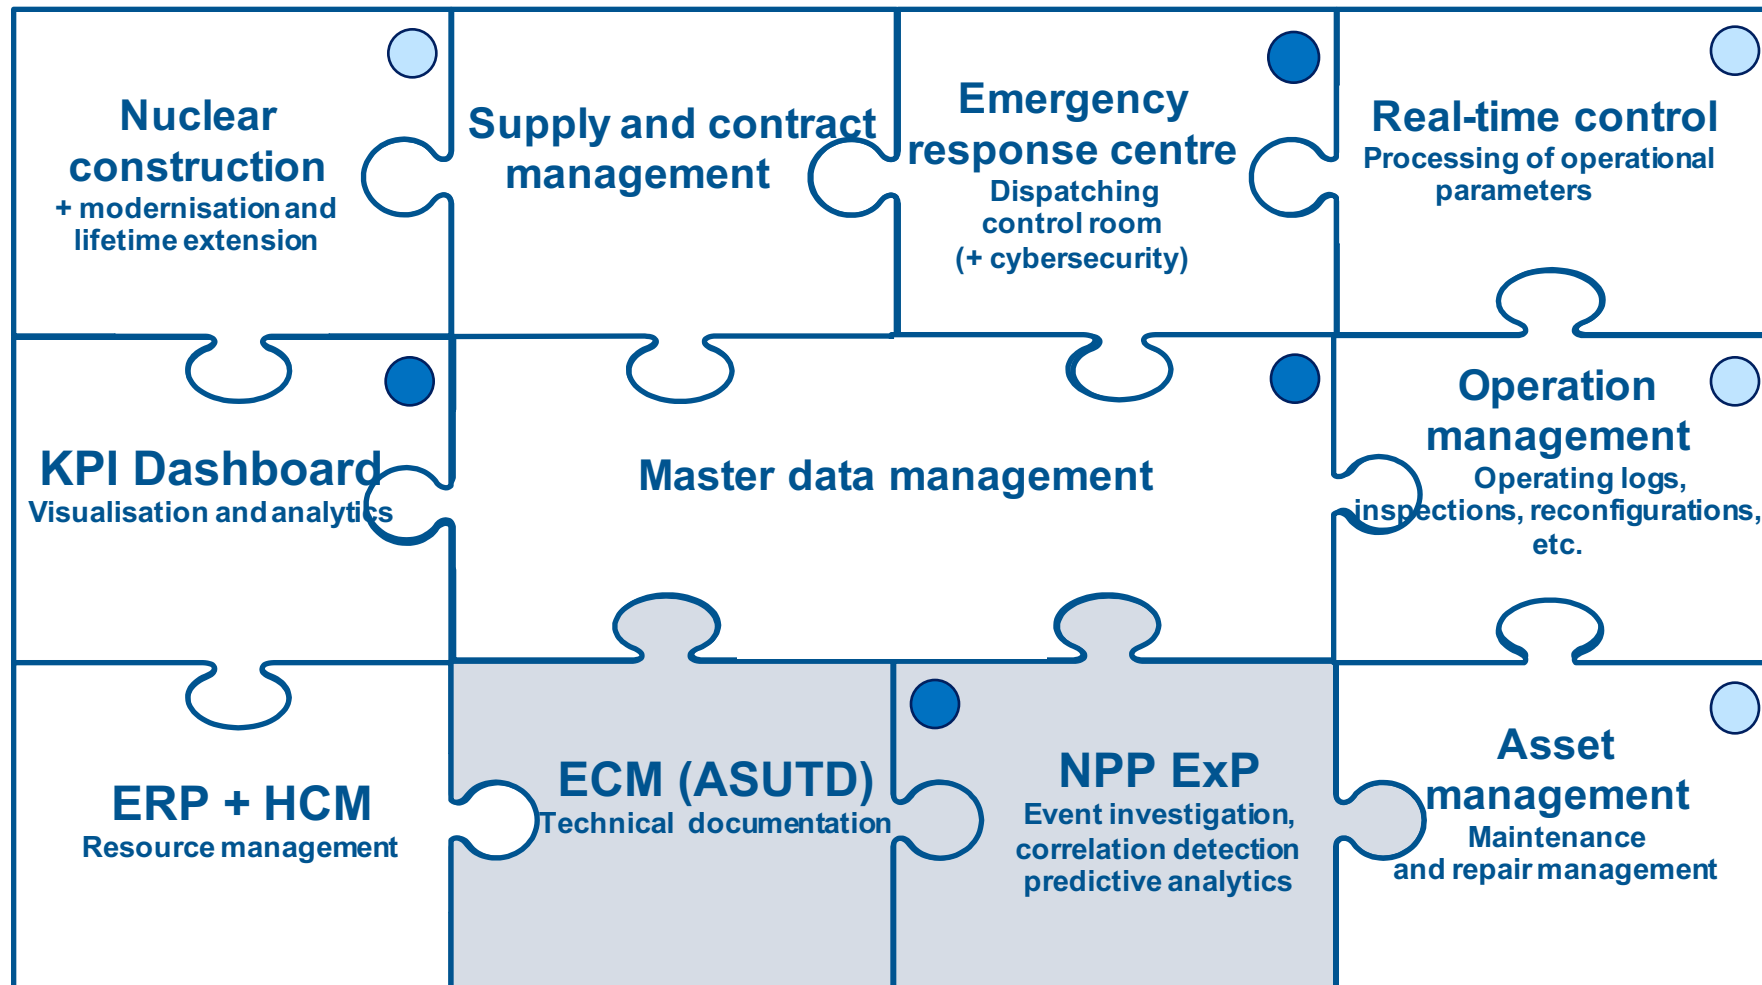 Nuclear
construction
+ modernisation and
lifetime extension
Supply and contract
management
Emergency
response centre
Dispatching
control room
(+ cybersecurity)
Real-time control
Processing of operational
parameters
KPI Dashboard
Visualisation and analytics
Master data management
Operation
management
Operating logs,
inspections, reconfigurations,
etc.
ERP + HCM
Resource management
ECM (ASUTD)
Technical documentation
NPP ExP
Event investigation,
correlation detection
predictive analytics
Asset
management
Maintenance
and repair management